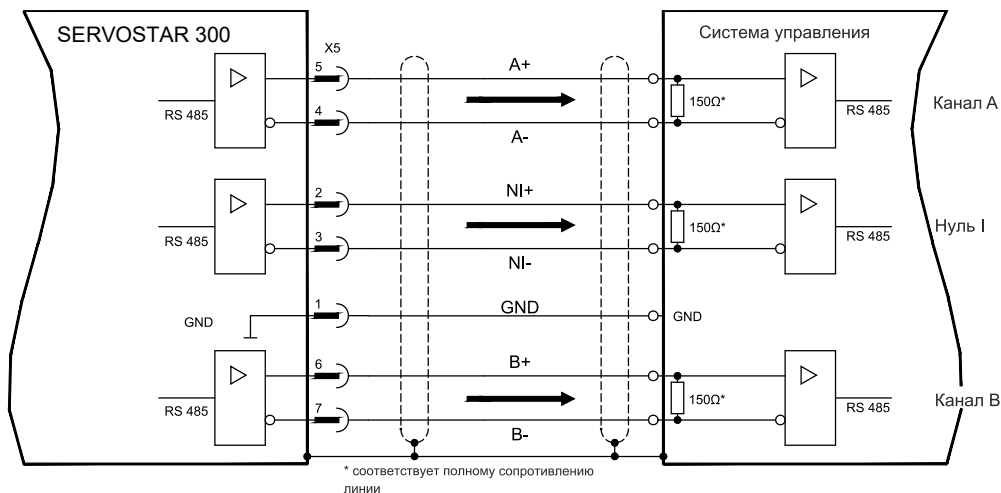 SERVOSTAR 300
X5
Система управления
5
A+
RS 485
150Ω*
RS 485
Канал A
4
A-
2
NI+
RS 485
150Ω*
RS 485
Нуль I
3
NI-
1
GND
GND
GND
6
B+
RS 485
150Ω*
RS 485
Канал B
7
B-
* соответствует полному сопротивлению
линии